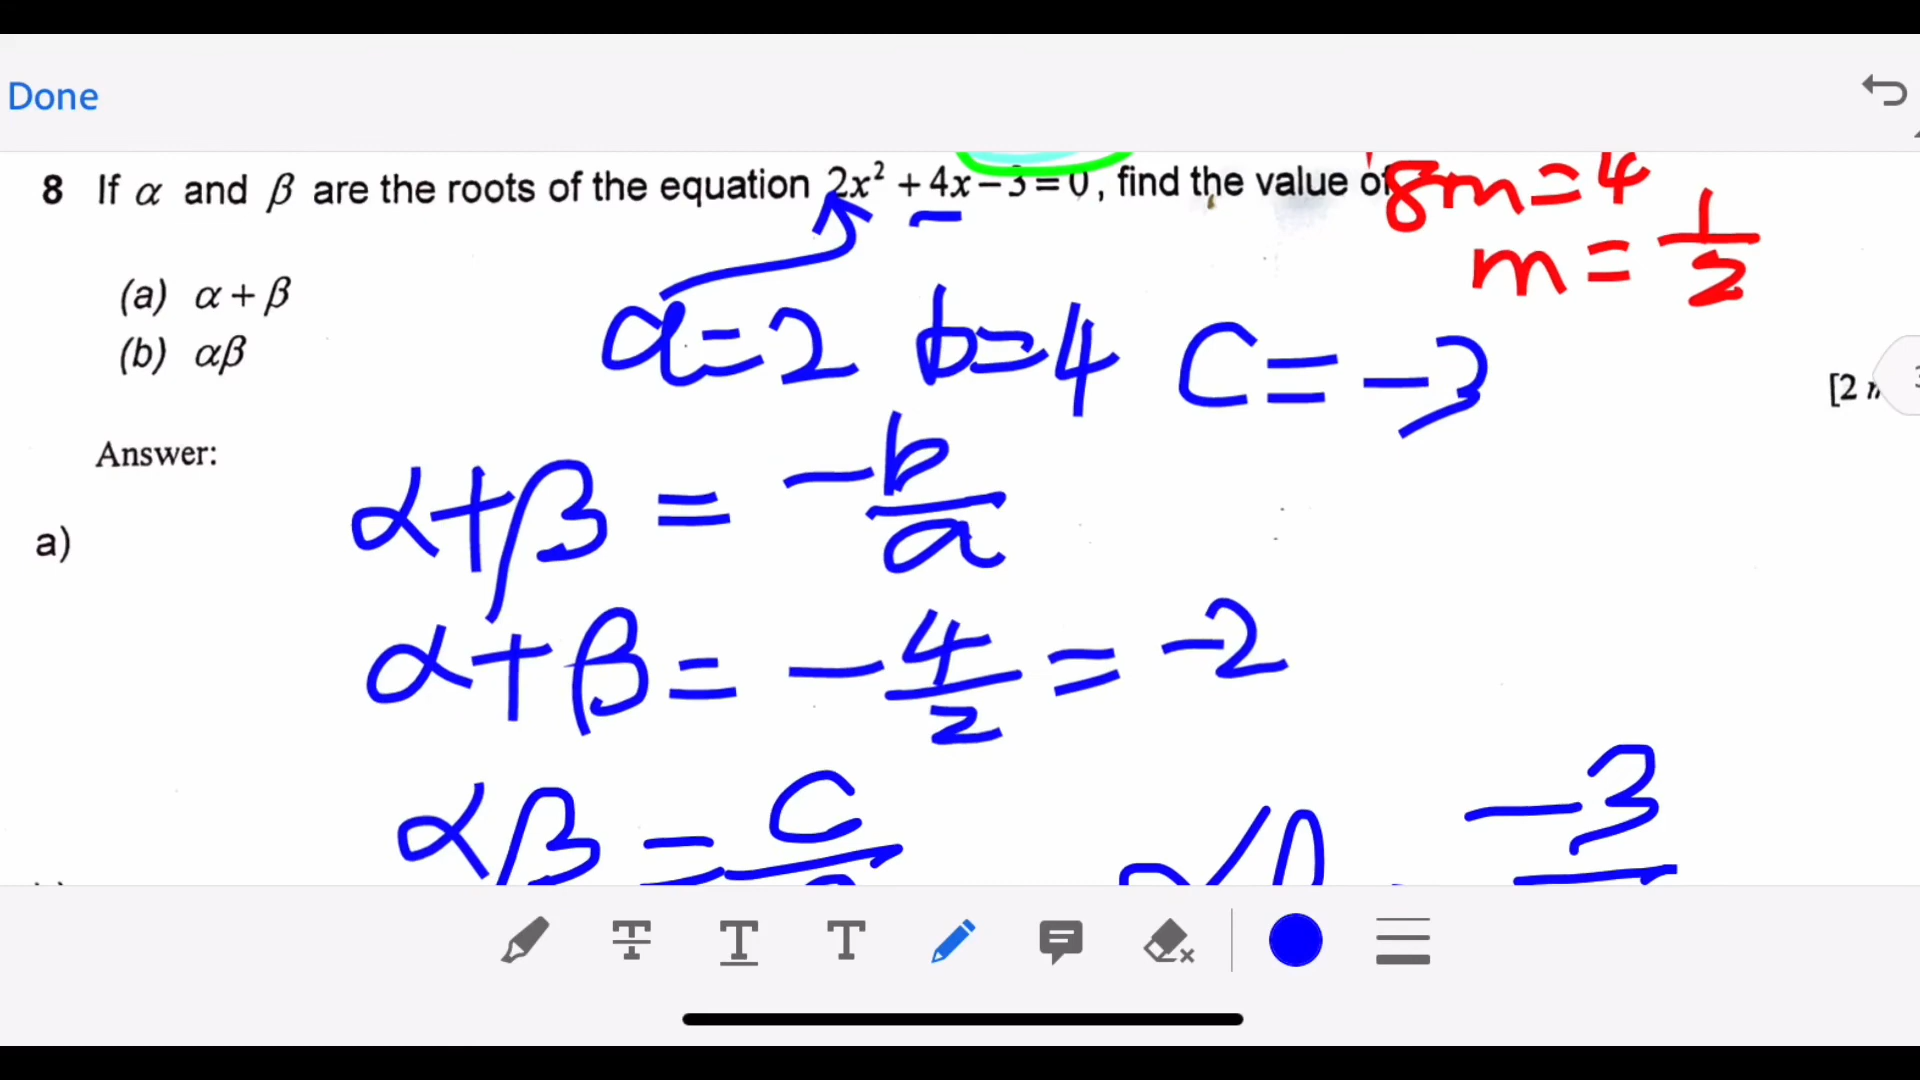 Done
8 If α and β are the roots of the equation 2x² + 4x − 3 = 0, find the value of
8m = 4
m = 1/2
(a) α + β
(b) αβ
a = 2 b = 4 C = −3
[2
Answer:
a) α + β = −b/a
α + β = −4/2 = −2
αβ = c/
−3